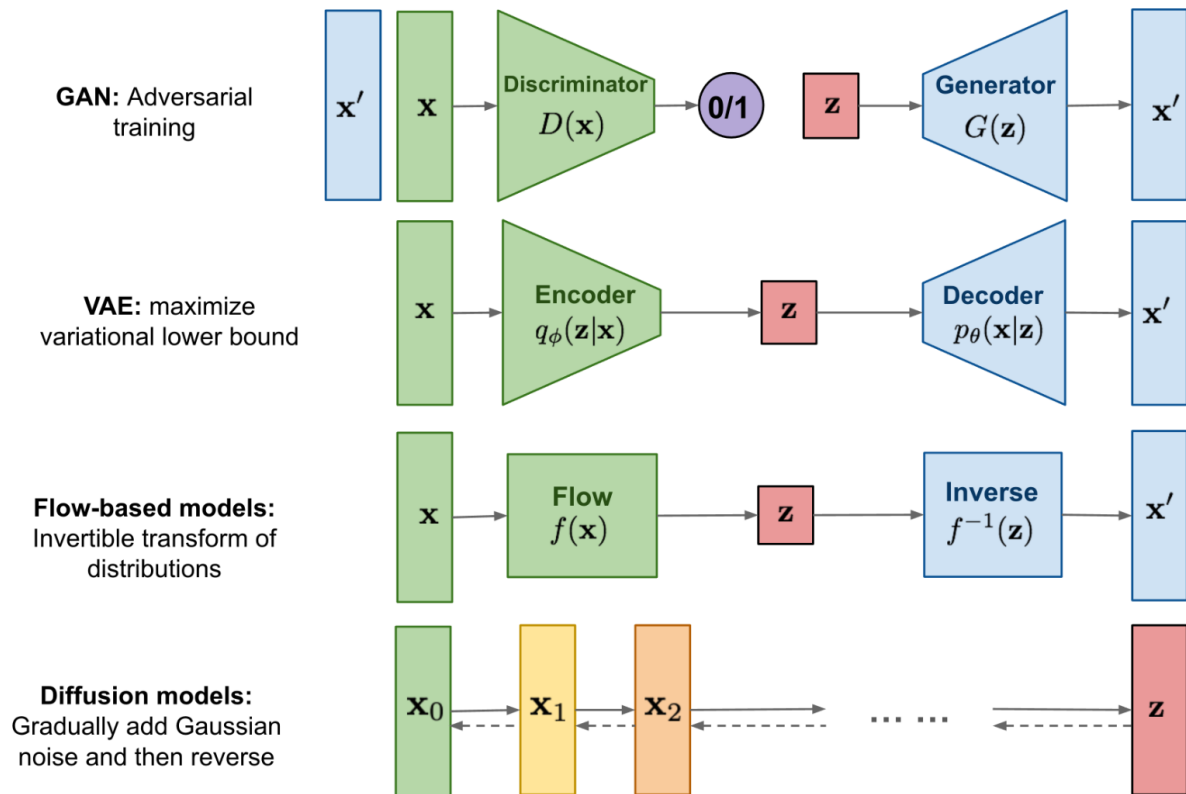 GAN: Adversarial
training
x′
x
Discriminator
D(x)
0/1
z
Generator
G(z)
x′
VAE: maximize
variational lower bound
x
Encoder
qϕ(z|x)
z
Decoder
pθ(x|z)
x′
Flow-based models:
Invertible transform of
distributions
x
Flow
f(x)
z
Inverse
f⁻¹(z)
x′
Diffusion models:
Gradually add Gaussian
noise and then reverse
x₀
x₁
x₂
... ...
z